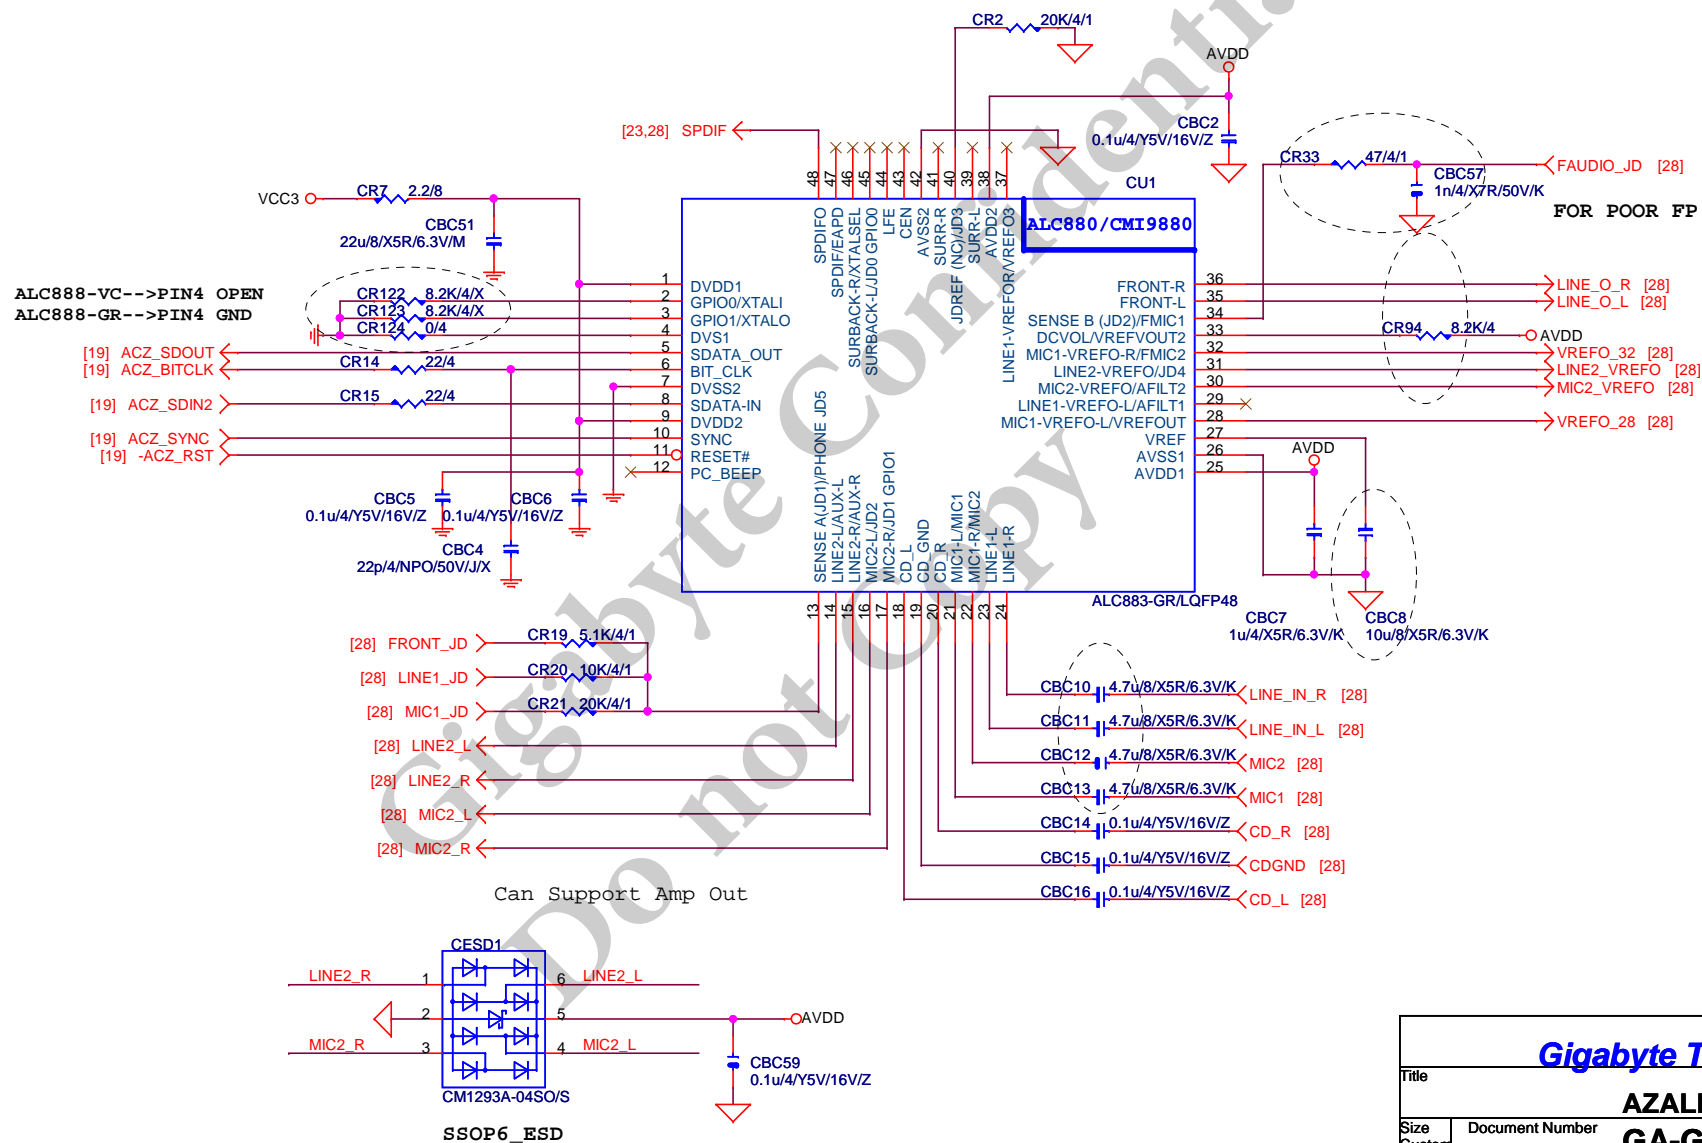 CR2 20K/4/1
AVDD
CBC2
0.1u/4/Y5V/16V/Z
[23,28] SPDIF
CR33 47/4/1
FAUDIO_JD [28]
CBC57
1n/4/X7R/50V/K
FOR POOR FP
VCC3
CR7 2.2/8
CBC51
22u/8/X5R/6.3V/M
CU1
ALC880/CMI9880
48 47 46 45 44 43 42 41 40 39 38 37
SPDIFO
SPDIF/EAPD
SURBACK-R/XTALSEL
SURBACK-L/JD0 GPIO0
LFE
CEN
AVSS2
SURR-R
JDREF (NC/JD3
SURR-L
AVDD2
LINE1-VREFOR/VREFO3
ALC888-VC-->PIN4 OPEN
ALC888-GR-->PIN4 GND
CR122 8.2K/4/X
CR123 8.2K/4/X
CR124 0/4
[19] ACZ_SDOUT
[19] ACZ_BITCLK
CR14 22/4
[19] ACZ_SDIN2
CR15 22/4
[19] ACZ_SYNC
[19] -ACZ_RST
1 DVDD1
2 GPIO0/XTALI
3 GPIO1/XTALO
4 DVS1
5 SDATA_OUT
6 BIT_CLK
7 DVSS2
8 SDATA-IN
9 DVDD2
10 SYNC
11 RESET#
12 PC_BEEP
FRONT-R 36
FRONT-L 35
SENSE B (JD2)/FMIC1 34
DCVOL/VREFVOUT2 33
MIC1-VREFO-R/FMIC2 32
LINE2-VREFO/JD4 31
MIC2-VREFO/AFILT2 30
LINE1-VREFO-L/AFILT1 29
MIC1-VREFO-L/VREFOUT 28
VREF 27
AVSS1 26
AVDD1 25
LINE_O_R [28]
LINE_O_L [28]
CR94 8.2K/4
AVDD
VREFO_32 [28]
LINE2_VREFO [28]
MIC2_VREFO [28]
VREFO_28 [28]
AVDD
CBC5
0.1u/4/Y5V/16V/Z
CBC6
0.1u/4/Y5V/16V/Z
CBC4
22p/4/NPO/50V/J/X
SENSE A(JD1)/PHONE JD5
LINE2-L/AUX-L
LINE2-R/AUX-R
MIC2-L/JD2
MIC2-R/JD1 GPIO1
CD_L
CD_GND
CD_R
MIC1-L/MIC1
MIC1-R/MIC2
LINE1-L
LINE1-R
13 14 15 16 17 18 19 20 21 22 23 24
ALC883-GR/LQFP48
CBC7
1u/4/X5R/6.3V/K
CBC8
10u/8/X5R/6.3V/K
[28] FRONT_JD
CR19 5.1K/4/1
[28] LINE1_JD
CR20 10K/4/1
[28] MIC1_JD
CR21 20K/4/1
[28] LINE2_L
[28] LINE2_R
[28] MIC2_L
[28] MIC2_R
CBC10 4.7u/8/X5R/6.3V/K LINE_IN_R [28]
CBC11 4.7u/8/X5R/6.3V/K LINE_IN_L [28]
CBC12 4.7u/8/X5R/6.3V/K MIC2 [28]
CBC13 4.7u/8/X5R/6.3V/K MIC1 [28]
CBC14 0.1u/4/Y5V/16V/Z CD_R [28]
CBC15 0.1u/4/Y5V/16V/Z CDGND [28]
CBC16 0.1u/4/Y5V/16V/Z CD_L [28]
Can Support Amp Out
CESD1
LINE2_R 1
6 LINE2_L
2
5 AVDD
MIC2_R 3
4 MIC2_L
CM1293A-04SO/S
CBC59
0.1u/4/Y5V/16V/Z
SSOP6_ESD
Gigabyte Confidential
Do not Copy
Gigabyte T
Title
AZALI
Size
Document Number
GA-G